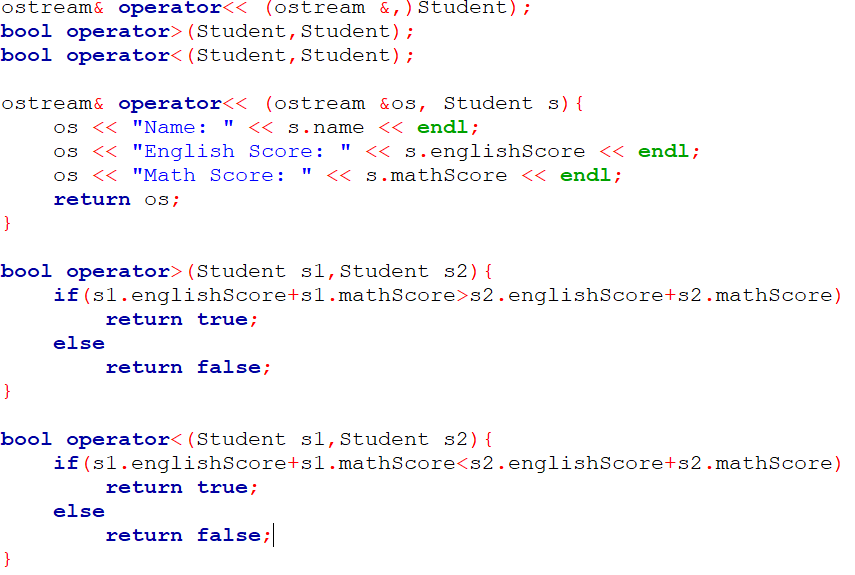 ostream& operator<< (ostream &,)Student);
bool operator>(Student,Student);
bool operator<(Student,Student);
ostream& operator<< (ostream &os, Student s){
os << "Name: " << s.name << endl;
os << "English Score: " << s.englishScore << endl;
os << "Math Score: " << s.mathScore << endl;
return os;
}
bool operator>(Student s1,Student s2){
if(s1.englishScore+s1.mathScore>s2.englishScore+s2.mathScore)
return true;
else
return false;
}
bool operator<(Student s1,Student s2){
if(s1.englishScore+s1.mathScore<s2.englishScore+s2.mathScore)
return true;
else
return false;
}